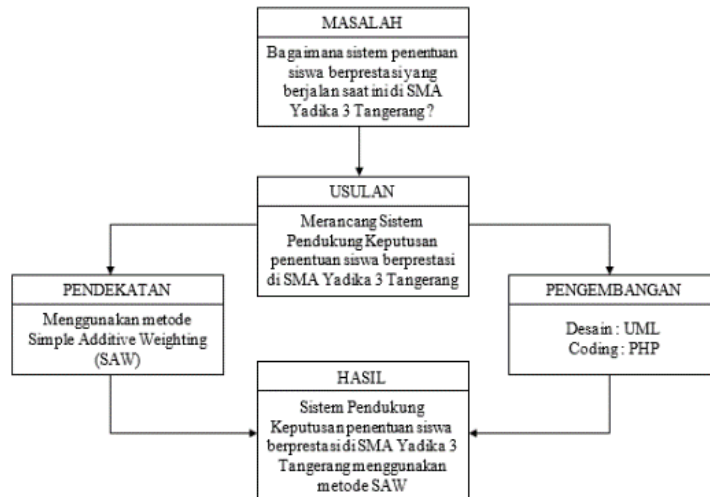 MASALAH
Bagaimana sistem penentuan
siswa berprestasi yang
berjalan saat ini di SMA
Yadika 3 Tangerang ?
USULAN
Merancang Sistem
Pendukung Keputusan
penentuan siswa berprestasi
di SMA Yadika 3 Tangerang
PENDEKATAN
Menggunakan metode
Simple Additive Weighting
(SAW)
PENGEMBANGAN
Desain : UML
Coding : PHP
HASIL
Sistem Pendukung
Keputusan penentuan siswa
berprestasi di SMA Yadika 3
Tangerang menggunakan
metode SAW